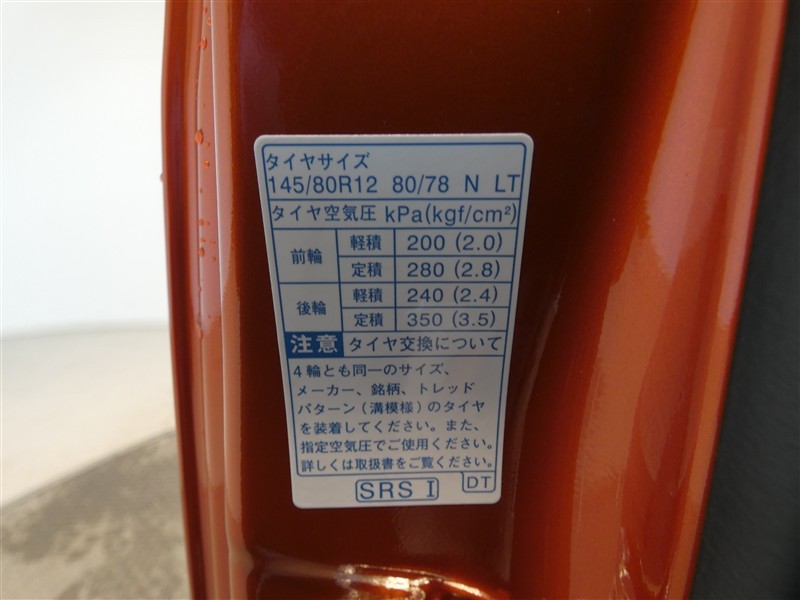 タイヤサイズ
145/80R12 80/78 N LT
タイヤ空気圧 kPa(kgf/cm²)
前輪 軽積 200 (2.0)
定積 280 (2.8)
後輪 軽積 240 (2.4)
定積 350 (3.5)
注意 タイヤ交換について
4輪とも同一のサイズ、
メーカー、銘柄、トレッド
パターン（溝模様）のタイヤ
を装着してください。また、
指定空気圧でご使用ください。
詳しくは取扱書をご覧ください。
SRS I DT